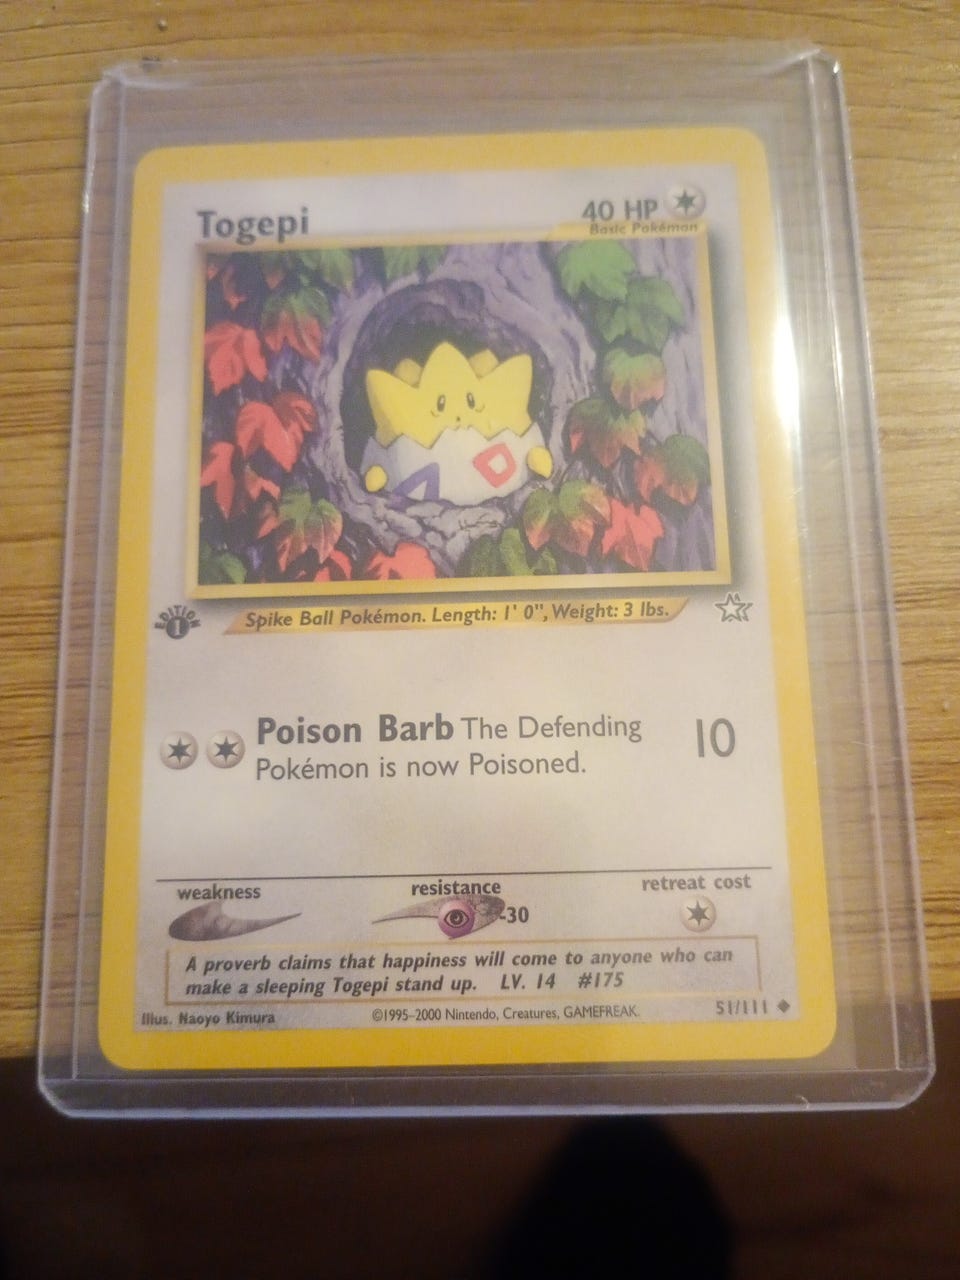 Togepi
40 HP
Basic Pokémon
EDITION
1
Spike Ball Pokémon. Length: 1' 0", Weight: 3 lbs.
Poison Barb The Defending
Pokémon is now Poisoned.
10
weakness
resistance
-30
retreat cost
A proverb claims that happiness will come to anyone who can
make a sleeping Togepi stand up. LV. 14 #175
Illus. Naoyo Kimura
©1995–2000 Nintendo, Creatures, GAMEFREAK.
51/111